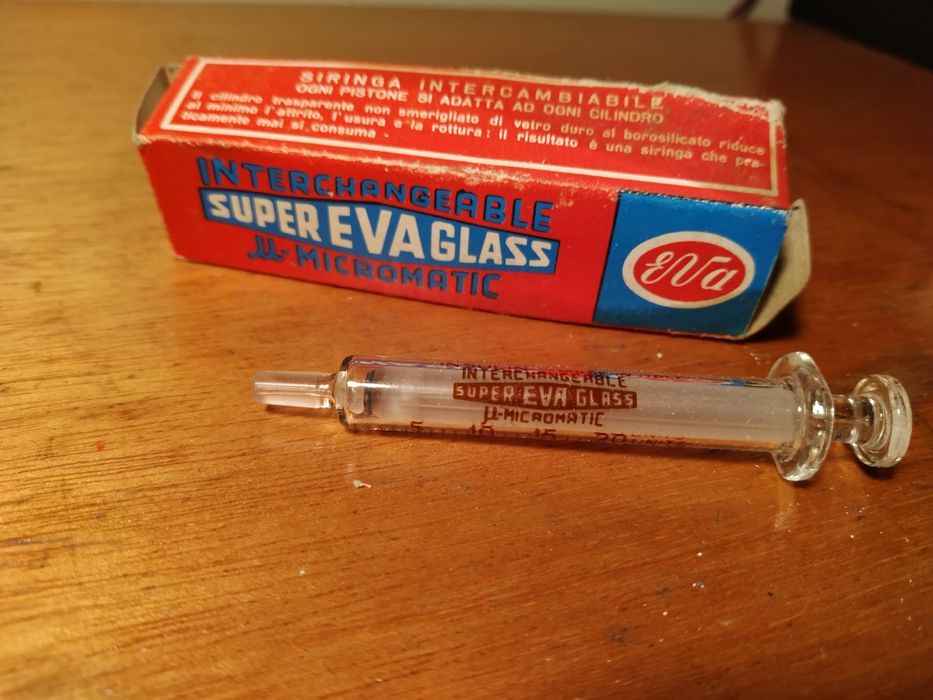 SIRINGA INTERCAMBIABILE
OGNI PISTONE SI ADATTA AD OGNI CILINDRO
Il cilindro trasparente non smerigliato di vetro duro al borosilicato riduce
al minimo l'attrito, l'usura e la rottura: il risultato é una siringa che pra-
ticamente mai si consuma
INTERCHANGEABLE
SUPER EVA GLASS
µ-MICROMATIC
EVa
INTERCHANGEABLE
SUPER EVA GLASS
µ-MICROMATIC
5 10 15 20